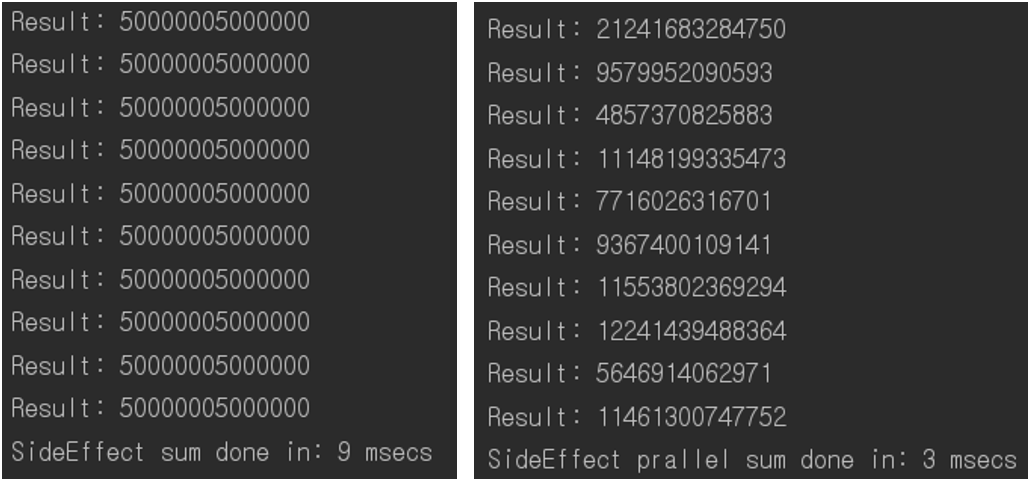 Result: 50000005000000
Result: 50000005000000
Result: 50000005000000
Result: 50000005000000
Result: 50000005000000
Result: 50000005000000
Result: 50000005000000
Result: 50000005000000
Result: 50000005000000
Result: 50000005000000
SideEffect sum done in: 9 msecs
Result: 21241683284750
Result: 9579952090593
Result: 4857370825883
Result: 11148199335473
Result: 7716026316701
Result: 9367400109141
Result: 11553802369294
Result: 12241439488364
Result: 5646914062971
Result: 11461300747752
SideEffect prallel sum done in: 3 msecs